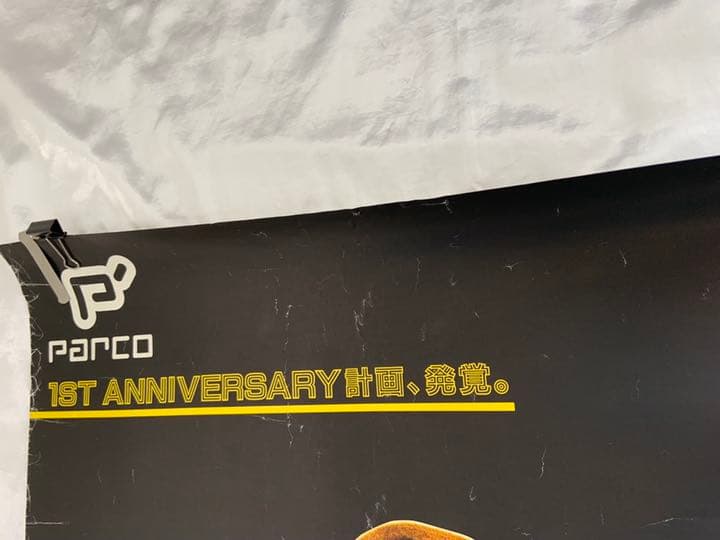 Parco
1ST ANNIVERSARY計画、発覚。